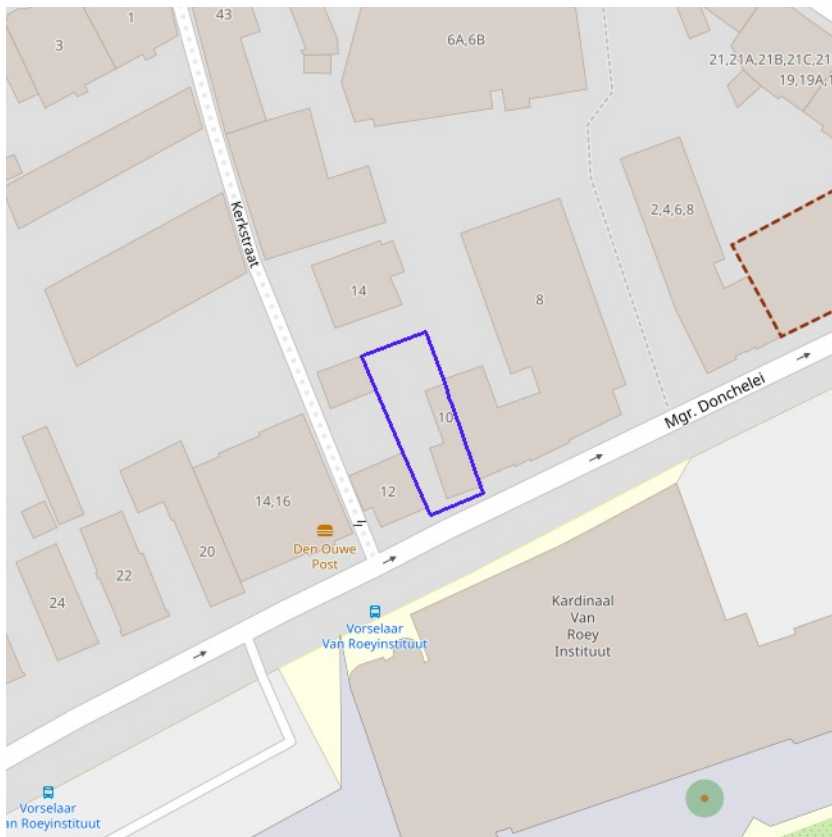 3
1
43
6A,6B
21,21A,21B,21C,21
19,19A,1
Kerkstraat
2,4,6,8
14
8
Mgr. Donchelei
10
12
14,16
Den Ouwe
Post
20
22
24
Kardinaal
Van
Roey
Instituut
Vorselaar
Van Roeyinstituut
Vorselaar
an Roeyinstituut